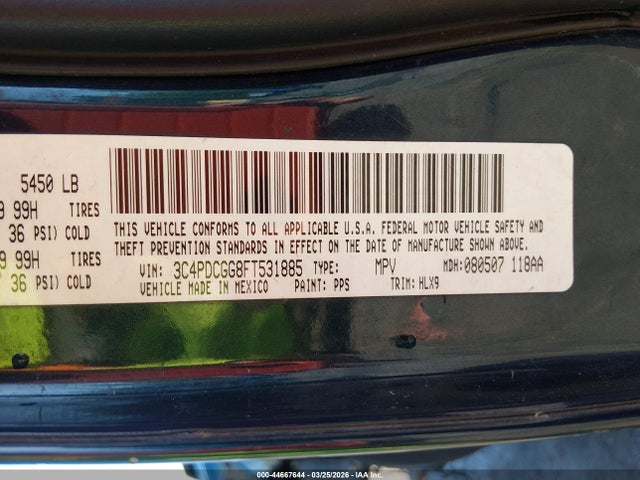 5450 LB
99H TIRES
36 PSI) COLD
99H TIRES
36 PSI) COLD
THIS VEHICLE CONFORMS TO ALL APPLICABLE U.S.A. FEDERAL MOTOR VEHICLE SAFETY AND
THEFT PREVENTION STANDARDS IN EFFECT ON THE DATE OF MANUFACTURE SHOWN ABOVE.
VIN: 3C4PDCGG8FT531885 TYPE: MPV MDH: 080507 118AA
VEHICLE MADE IN MEXICO PAINT: PPS TRIM: HLX9
000-44667644 - 03/25/2026 - IAA Inc.